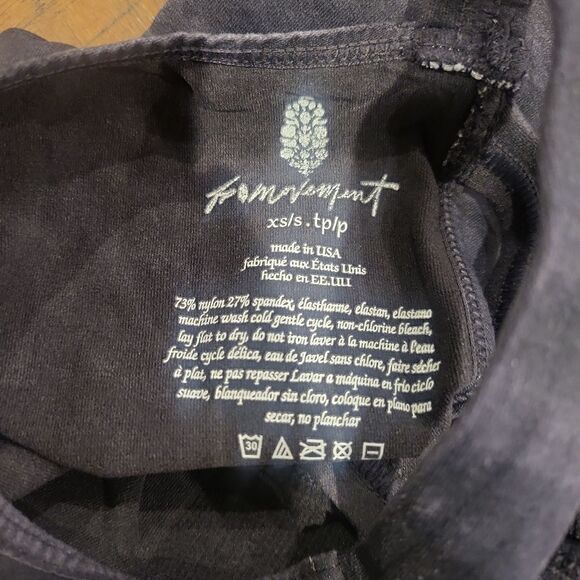 movement
xs/s . tp/p
made in USA
fabriqué aux États Unis
hecho en EE.UU
73% nylon 27% spandex, élasthanne, elastan, elastano
machine wash cold gentle cycle, non-chlorine bleach,
lay flat to dry, do not iron laver à la machine à l'eau
froide cycle délica, eau de Javel sans chlore, faire sécher
à plat, ne pas repasser Lavar a máquina en frío ciclo
suave, blanqueador sin cloro, coloque en plano para
secar, no planchar
30